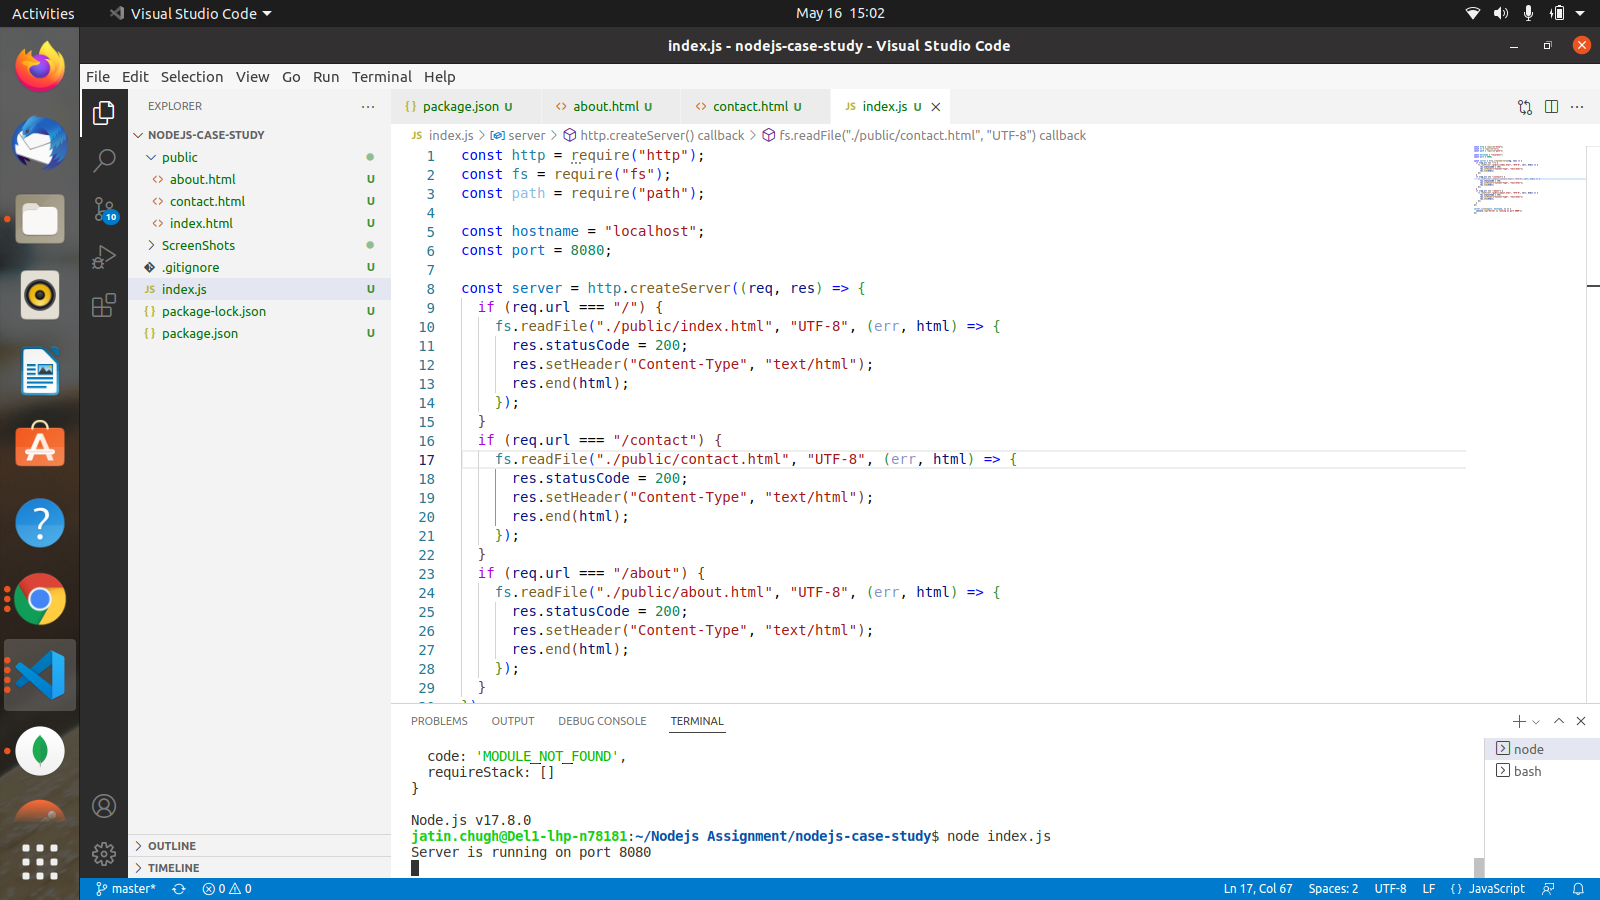 Activities
Visual Studio Code
May 16 15:02
index.js - nodejs-case-study - Visual Studio Code
File Edit Selection View Go Run Terminal Help
EXPLORER
NODEJS-CASE-STUDY
public
about.html U
contact.html U
index.html U
ScreenShots
.gitignore U
JS index.js U
{} package-lock.json U
{} package.json U
10
OUTLINE
TIMELINE
{} package.json U
<> about.html U
<> contact.html U
JS index.js U
JS index.js > server > http.createServer() callback > fs.readFile("./public/contact.html", "UTF-8") callback
1 const http = require("http");
2 const fs = require("fs");
3 const path = require("path");
4
5 const hostname = "localhost";
6 const port = 8080;
7
8 const server = http.createServer((req, res) => {
9 if (req.url === "/") {
10 fs.readFile("./public/index.html", "UTF-8", (err, html) => {
11 res.statusCode = 200;
12 res.setHeader("Content-Type", "text/html");
13 res.end(html);
14 });
15 }
16 if (req.url === "/contact") {
17 fs.readFile("./public/contact.html", "UTF-8", (err, html) => {
18 res.statusCode = 200;
19 res.setHeader("Content-Type", "text/html");
20 res.end(html);
21 });
22 }
23 if (req.url === "/about") {
24 fs.readFile("./public/about.html", "UTF-8", (err, html) => {
25 res.statusCode = 200;
26 res.setHeader("Content-Type", "text/html");
27 res.end(html);
28 });
29 }
PROBLEMS OUTPUT DEBUG CONSOLE TERMINAL
code: 'MODULE_NOT_FOUND',
requireStack: []
}
Node.js v17.8.0
jatin.chugh@Del1-lhp-n78181:~/Nodejs Assignment/nodejs-case-study$ node index.js
Server is running on port 8080
node
bash
master*
0 0
Ln 17, Col 67
Spaces: 2
UTF-8
LF
{} JavaScript